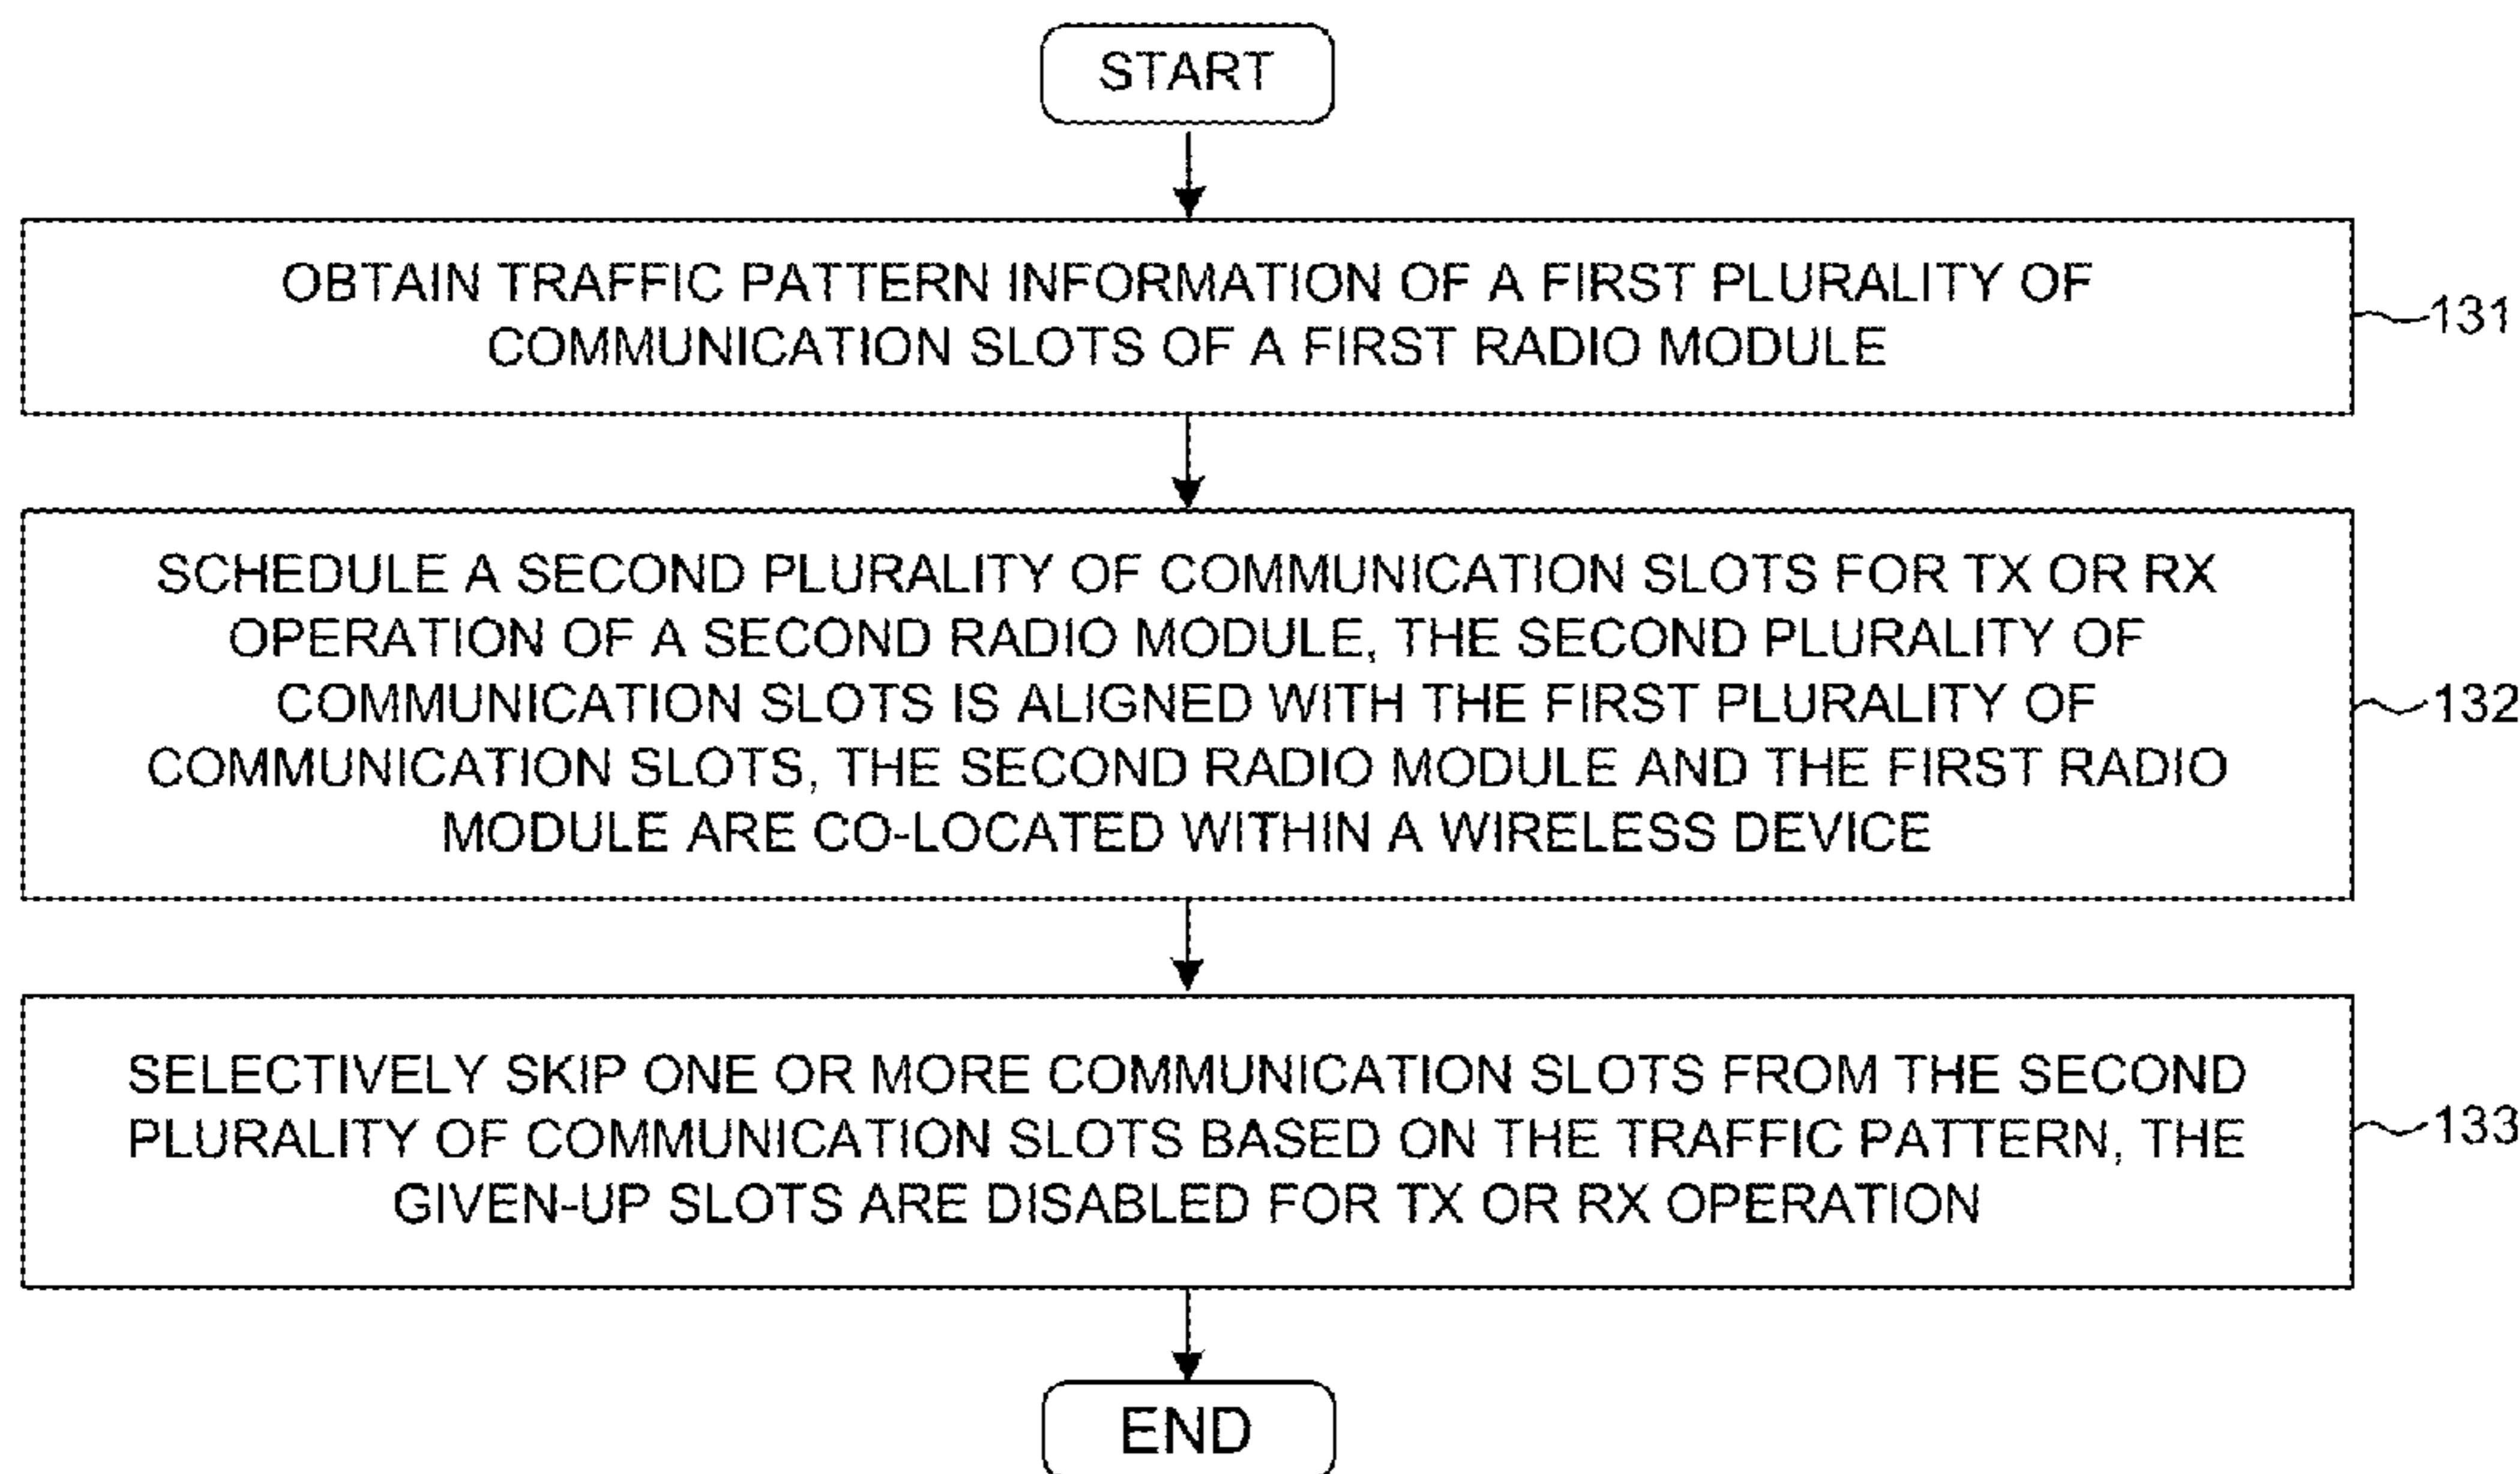 START
OBTAIN TRAFFIC PATTERN INFORMATION OF A FIRST PLURALITY OF
COMMUNICATION SLOTS OF A FIRST RADIO MODULE
131
SCHEDULE A SECOND PLURALITY OF COMMUNICATION SLOTS FOR TX OR RX
OPERATION OF A SECOND RADIO MODULE, THE SECOND PLURALITY OF
COMMUNICATION SLOTS IS ALIGNED WITH THE FIRST PLURALITY OF
COMMUNICATION SLOTS, THE SECOND RADIO MODULE AND THE FIRST RADIO
MODULE ARE CO-LOCATED WITHIN A WIRELESS DEVICE
132
SELECTIVELY SKIP ONE OR MORE COMMUNICATION SLOTS FROM THE SECOND
PLURALITY OF COMMUNICATION SLOTS BASED ON THE TRAFFIC PATTERN, THE
GIVEN-UP SLOTS ARE DISABLED FOR TX OR RX OPERATION
133
END